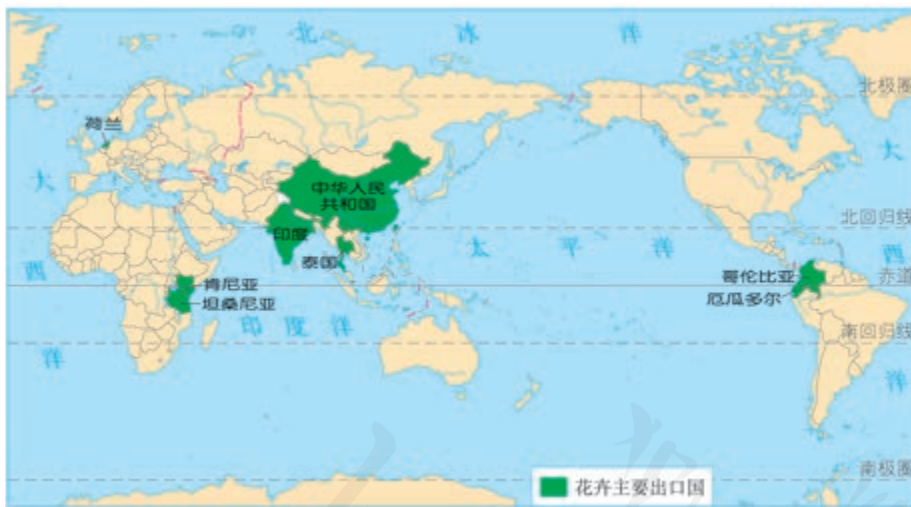 北 冰 洋
北极圈
荷兰
大
大
中华人民
共和国
北回归线
印度
太 平 洋
西
西
泰国
肯尼亚
哥伦比亚
赤道
坦桑尼亚
厄瓜多尔
印 度 洋
南回归线
洋
洋
南极圈
花卉主要出口国